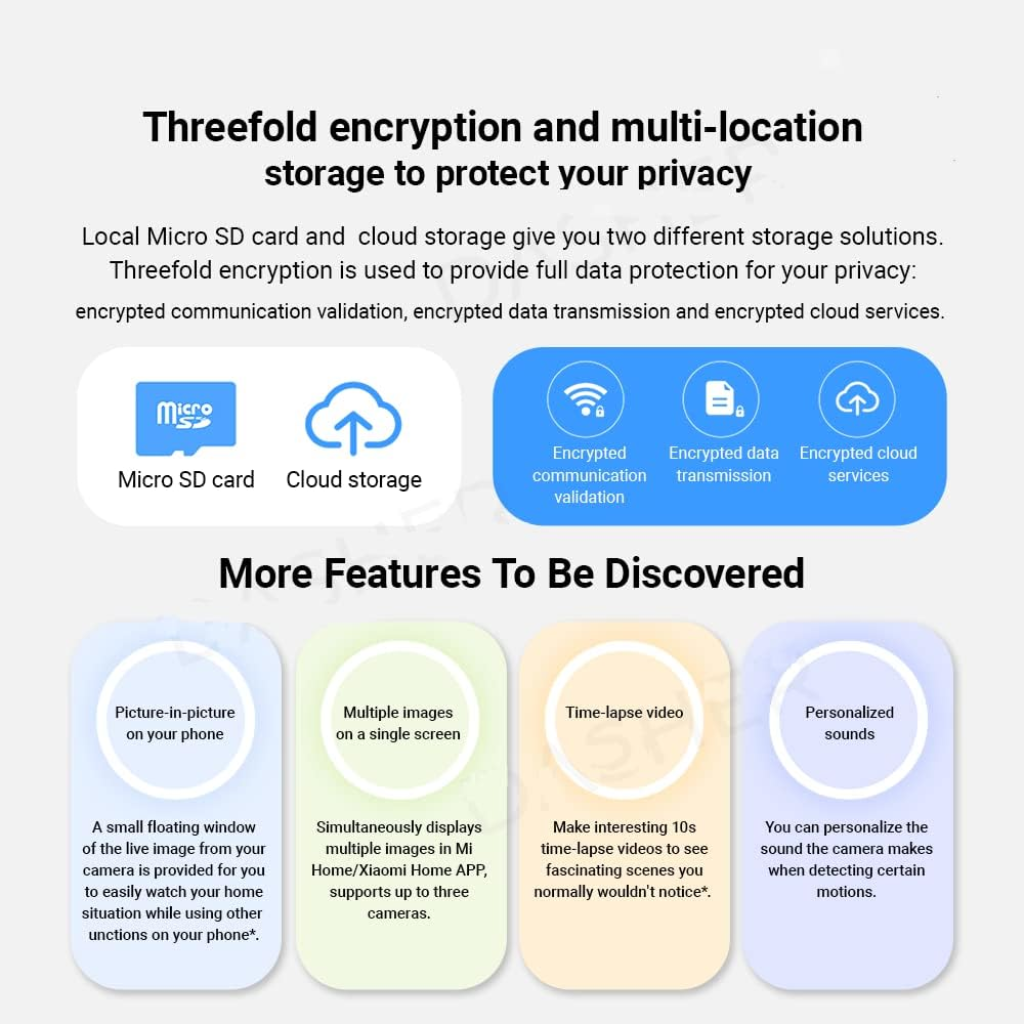 Threefold encryption and multi-location
storage to protect your privacy
Local Micro SD card and cloud storage give you two different storage solutions.
Threefold encryption is used to provide full data protection for your privacy:
encrypted communication validation, encrypted data transmission and encrypted cloud services.
Micro SD
Micro SD card
Cloud storage
Encrypted
communication
validation
Encrypted data
transmission
Encrypted cloud
services
More Features To Be Discovered
Picture-in-picture
on your phone
A small floating window
of the live image from your
camera is provided for you
to easily watch your home
situation while using other
unctions on your phone*.
Multiple images
on a single screen
Simultaneously displays
multiple images in Mi
Home/Xiaomi Home APP,
supports up to three
cameras.
Time-lapse video
Make interesting 10s
time-lapse videos to see
fascinating scenes you
normally wouldn't notice*.
Personalized
sounds
You can personalize the
sound the camera makes
when detecting certain
motions.
DASHER